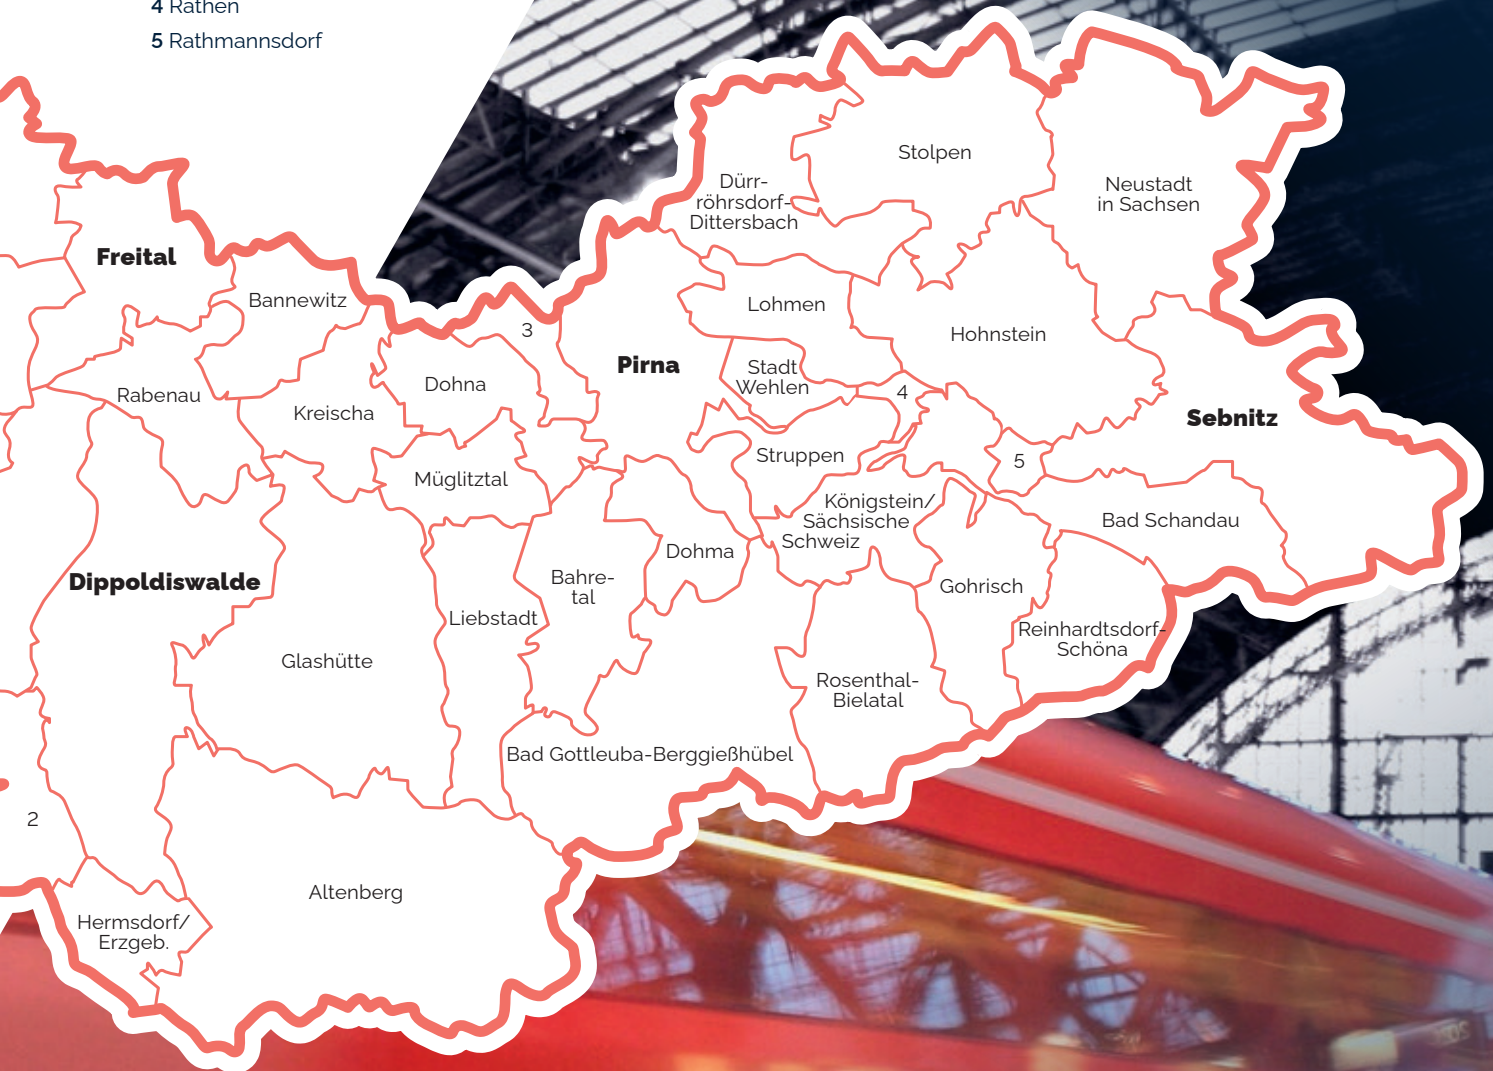 4 Rathen
5 Rathmannsdorf
Stolpen
Dürr-
röhrsdorf-
Dittersbach
Neustadt
in Sachsen
Freital
Bannewitz
Lohmen
3
Hohnstein
Pirna
Stadt
Wehlen
Dohna
4
Rabenau
Kreischa
Sebnitz
Struppen
5
Müglitztal
Königstein/
Sächsische
Schweiz
Bad Schandau
Dohma
Dippoldiswalde
Bahre-
tal
Gohrisch
Liebstadt
Reinhardtsdorf-
Schöna
Glashütte
Rosenthal-
Bielatal
Bad Gottleuba-Berggießhübel
2
Altenberg
Hermsdorf/
Erzgeb.